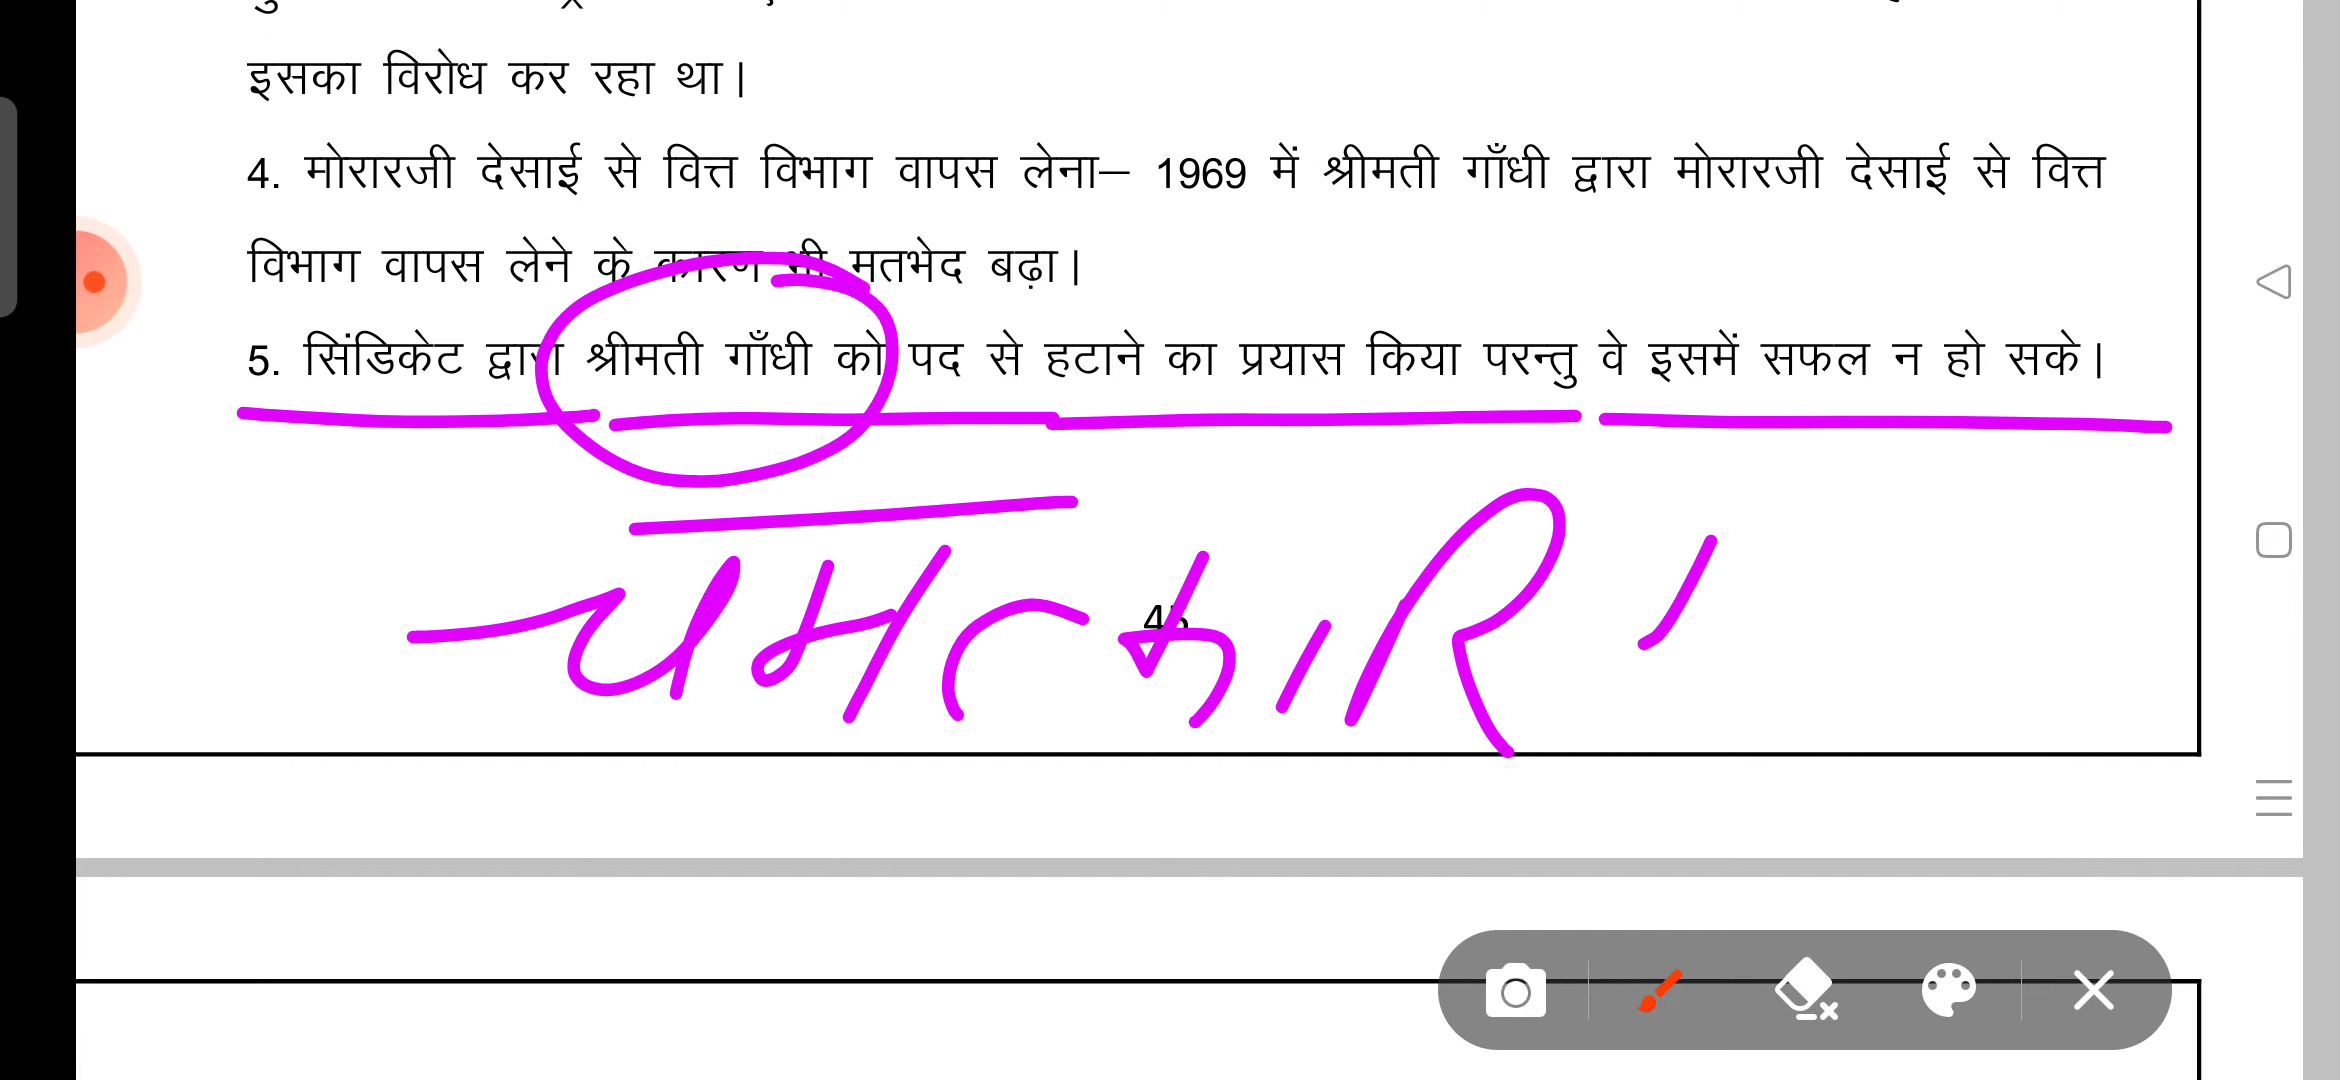 इसका विरोध कर रहा था।
4. मोरारजी देसाई से वित्त विभाग वापस लेना– 1969 में श्रीमती गाँधी द्वारा मोरारजी देसाई से वित्त
विभाग वापस लेने के कारण भी मतभेद बढ़ा।
5. सिंडिकेट द्वारा श्रीमती गाँधी को पद से हटाने का प्रयास किया परन्तु वे इसमें सफल न हो सके।